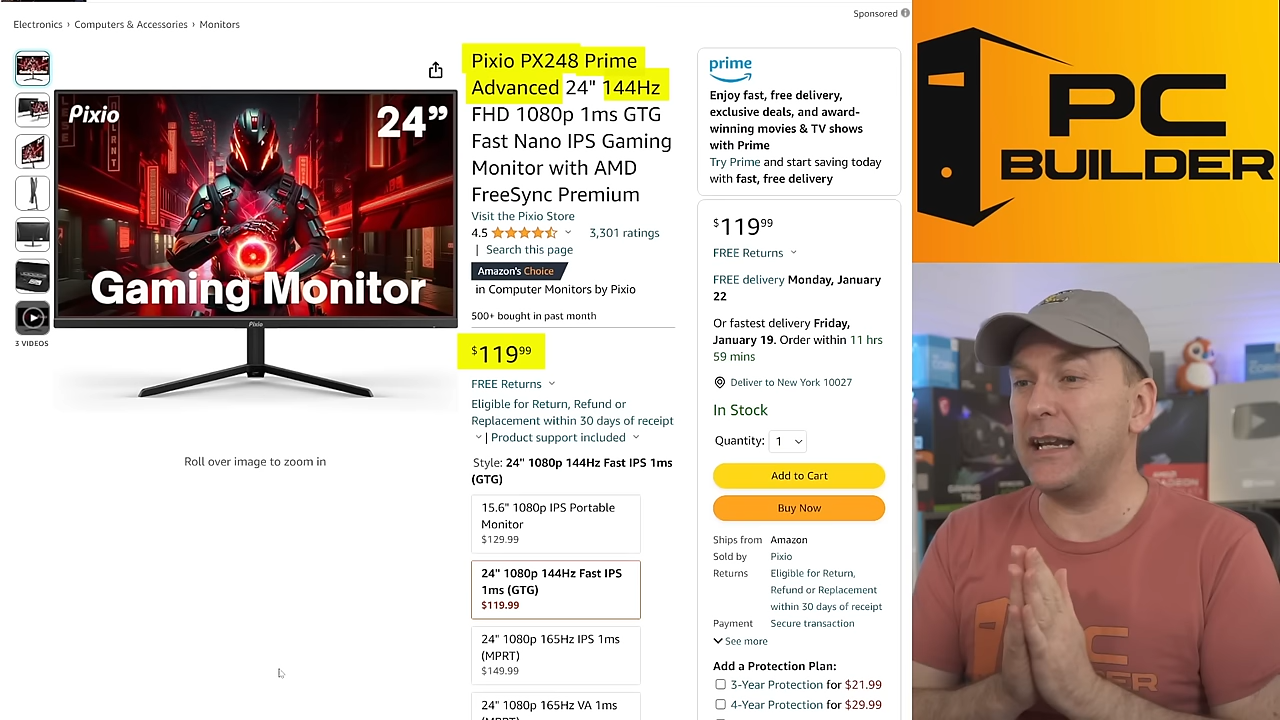 Sponsored
Electronics › Computers & Accessories › Monitors
Pixio
24”
Gaming Monitor
Pixio
3 VIDEOS
Roll over image to zoom in
Pixio PX248 Prime
Advanced 24" 144Hz
FHD 1080p 1ms GTG
Fast Nano IPS Gaming
Monitor with AMD
FreeSync Premium
Visit the Pixio Store
4.5 3,301 ratings
| Search this page
Amazon's Choice
in Computer Monitors by Pixio
500+ bought in past month
$11999
FREE Returns
Eligible for Return, Refund or
Replacement within 30 days of receipt
| Product support included
Style: 24" 1080p 144Hz Fast IPS 1ms
(GTG)
15.6" 1080p IPS Portable
Monitor
$129.99
24" 1080p 144Hz Fast IPS
1ms (GTG)
$119.99
24" 1080p 165Hz IPS 1ms
(MPRT)
$149.99
24" 1080p 165Hz VA 1ms
(MPRT)
prime
Enjoy fast, free delivery,
exclusive deals, and award-
winning movies & TV shows
with Prime
Try Prime and start saving today
with fast, free delivery
$11999
FREE Returns
FREE delivery Monday, January
22
Or fastest delivery Friday,
January 19. Order within 11 hrs
59 mins
Deliver to New York 10027
In Stock
Quantity: 1
Add to Cart
Buy Now
Ships from Amazon
Sold by Pixio
Returns Eligible for Return,
Refund or Replacement
within 30 days of receipt
Payment Secure transaction
See more
Add a Protection Plan:
3-Year Protection for $21.99
4-Year Protection for $29.99
PC
BUILDER
PC
BUILDER